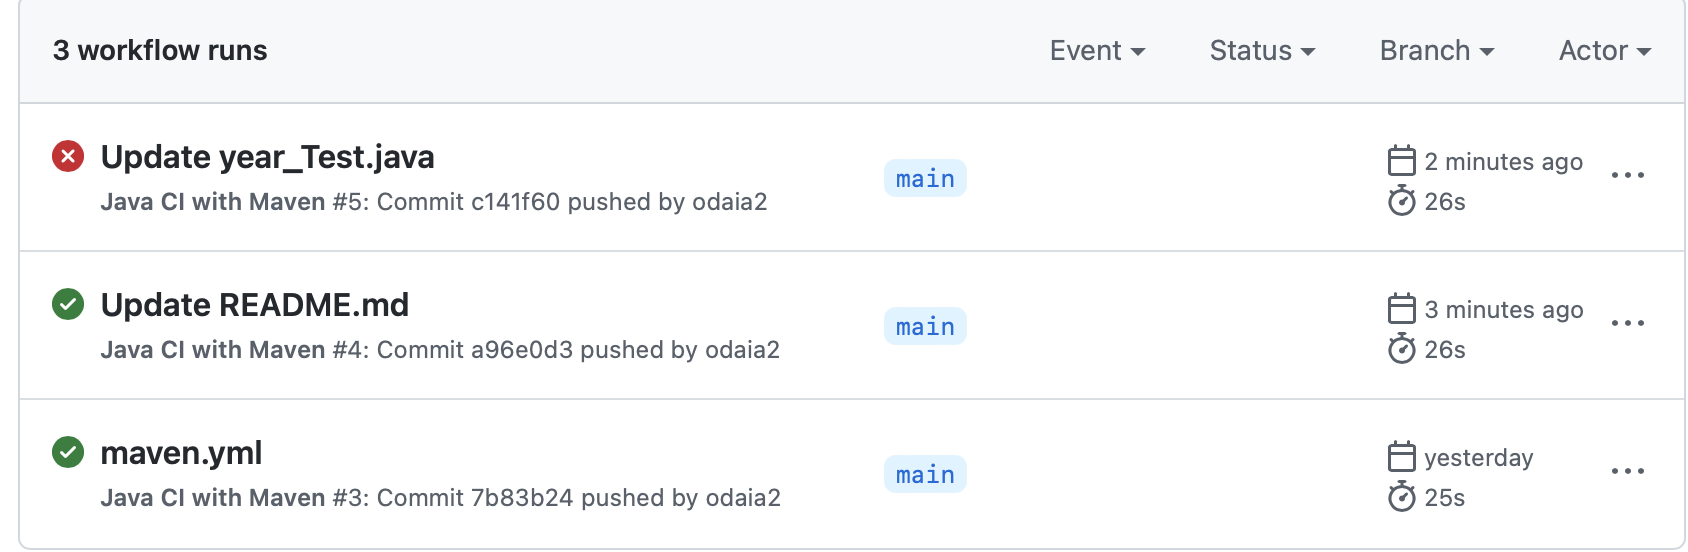 3 workflow runs
Event Status Branch Actor
Update year_Test.java
Java CI with Maven #5: Commit c141f60 pushed by odaia2
main
2 minutes ago
26s
Update README.md
Java CI with Maven #4: Commit a96e0d3 pushed by odaia2
main
3 minutes ago
26s
maven.yml
Java CI with Maven #3: Commit 7b83b24 pushed by odaia2
main
yesterday
25s